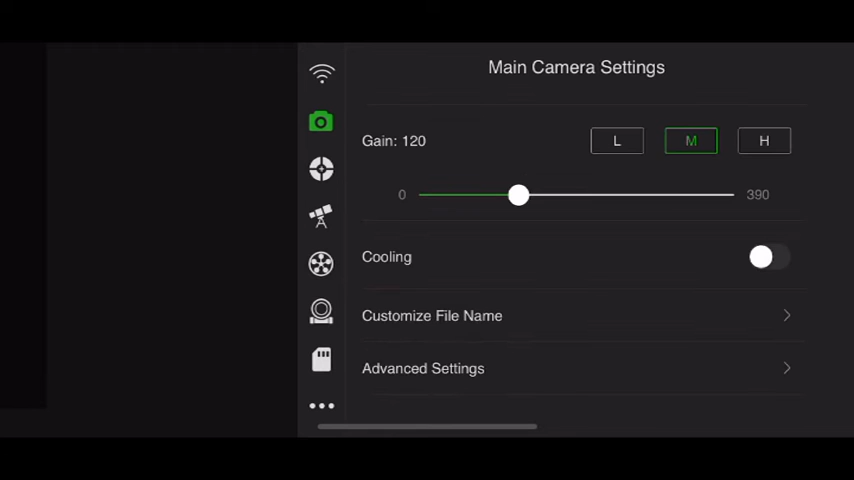 Main Camera Settings
Gain: 120 L M H
0 390
Cooling
Customize File Name
Advanced Settings